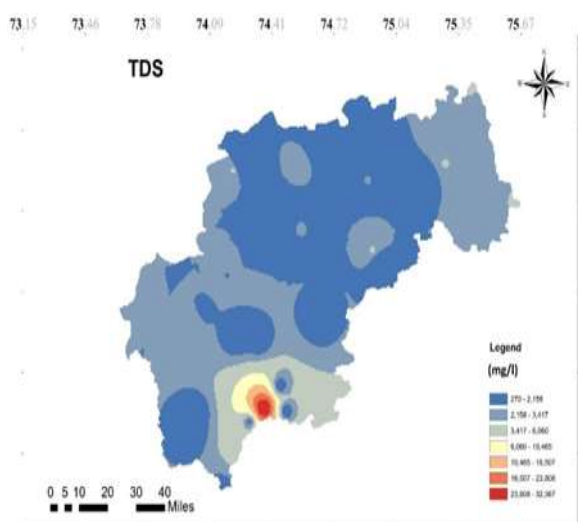 73.15 73.46 73.78 74.09 74.41 74.72 75.04 75.35 75.67
TDS
N
Legend
(mg/l)
270 - 2,158
2,158 - 3,417
3,417 - 6,060
6,060 - 10,465
10,465 - 16,507
16,507 - 23,808
23,808 - 32,367
0 5 10 20 30 40
Miles